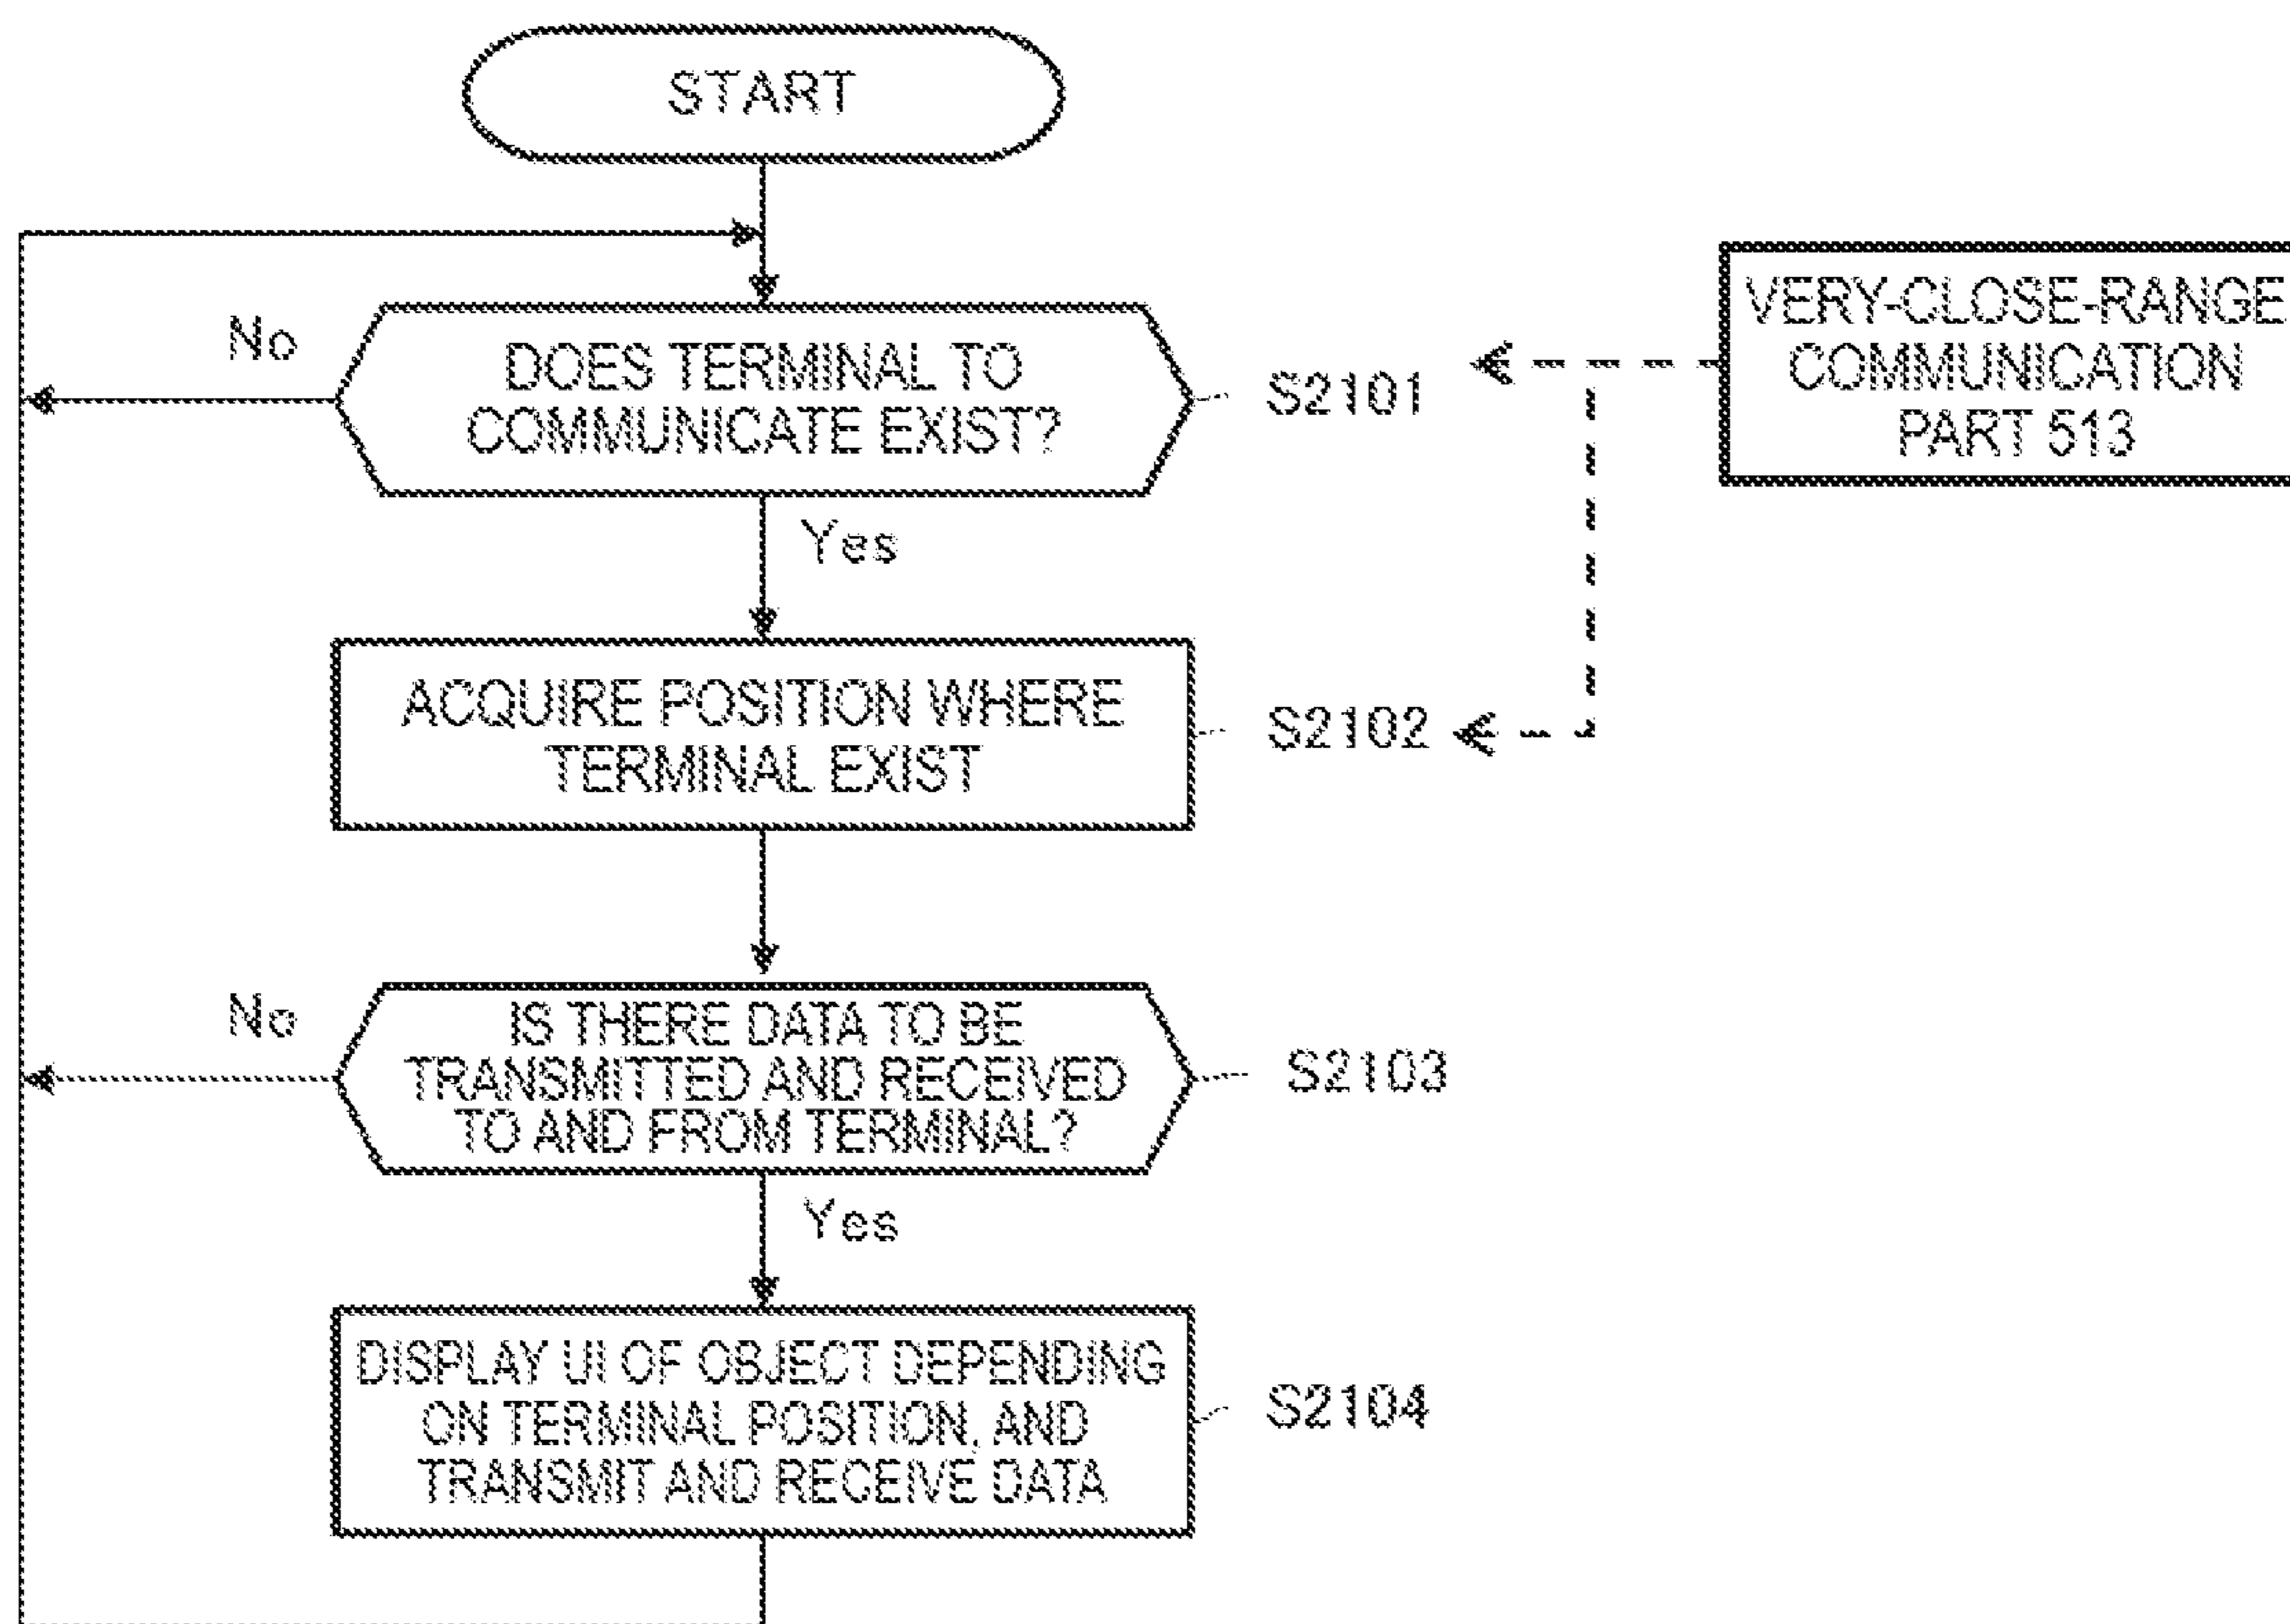 START
No
DOES TERMINAL TO
COMMUNICATE EXIST?
S2101
VERY-CLOSE-RANGE
COMMUNICATION
PART 513
Yes
ACQUIRE POSITION WHERE
TERMINAL EXIST
S2102
No
IS THERE DATA TO BE
TRANSMITTED AND RECEIVED
TO AND FROM TERMINAL?
S2103
Yes
DISPLAY UI OF OBJECT DEPENDING
ON TERMINAL POSITION, AND
TRANSMIT AND RECEIVE DATA
S2104